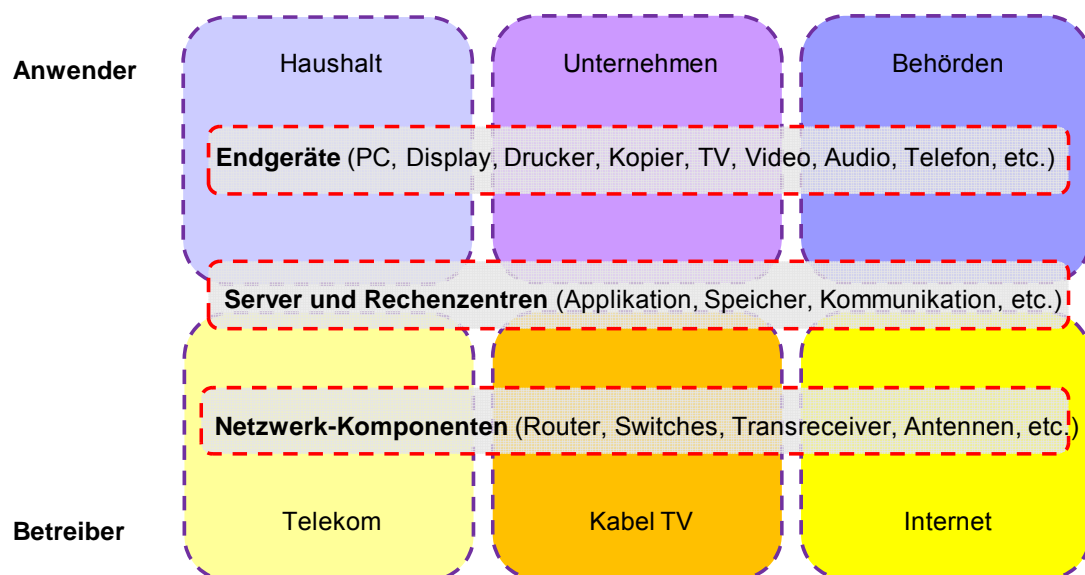 Anwender
Haushalt
Unternehmen
Behörden
Endgeräte (PC, Display, Drucker, Kopier, TV, Video, Audio, Telefon, etc.)
Server und Rechenzentren (Applikation, Speicher, Kommunikation, etc.)
Netzwerk-Komponenten (Router, Switches, Transreceiver, Antennen, etc.)
Betreiber
Telekom
Kabel TV
Internet